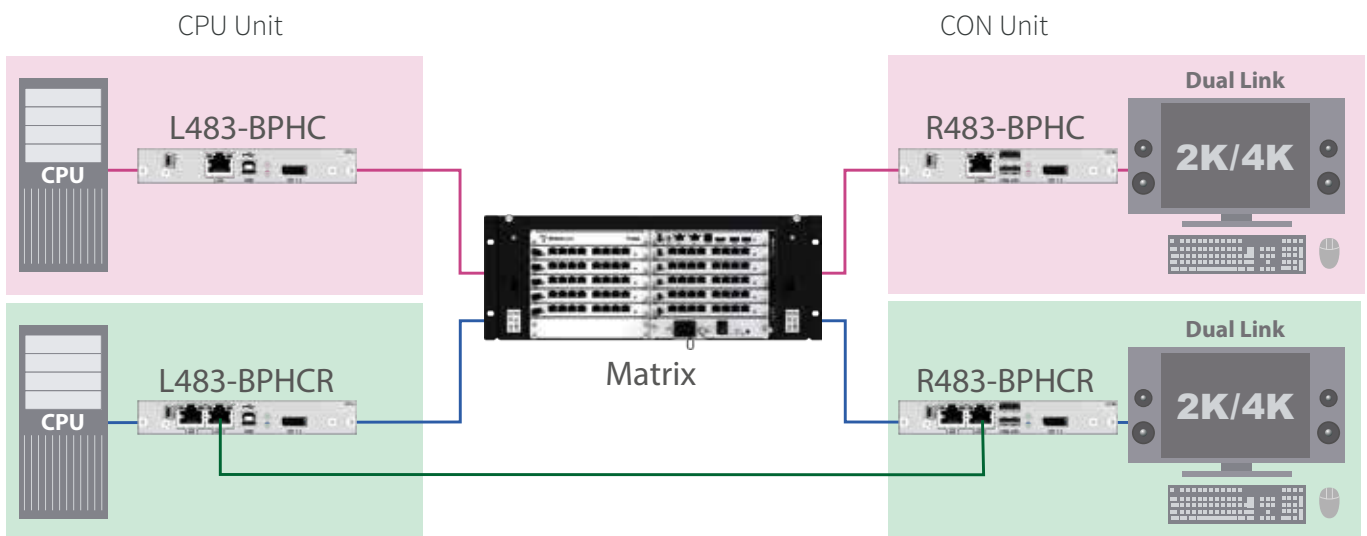 CPU Unit
CON Unit
L483-BPHC
CPU
R483-BPHC
Dual Link
2K/4K
Matrix
L483-BPHCR
CPU
R483-BPHCR
Dual Link
2K/4K